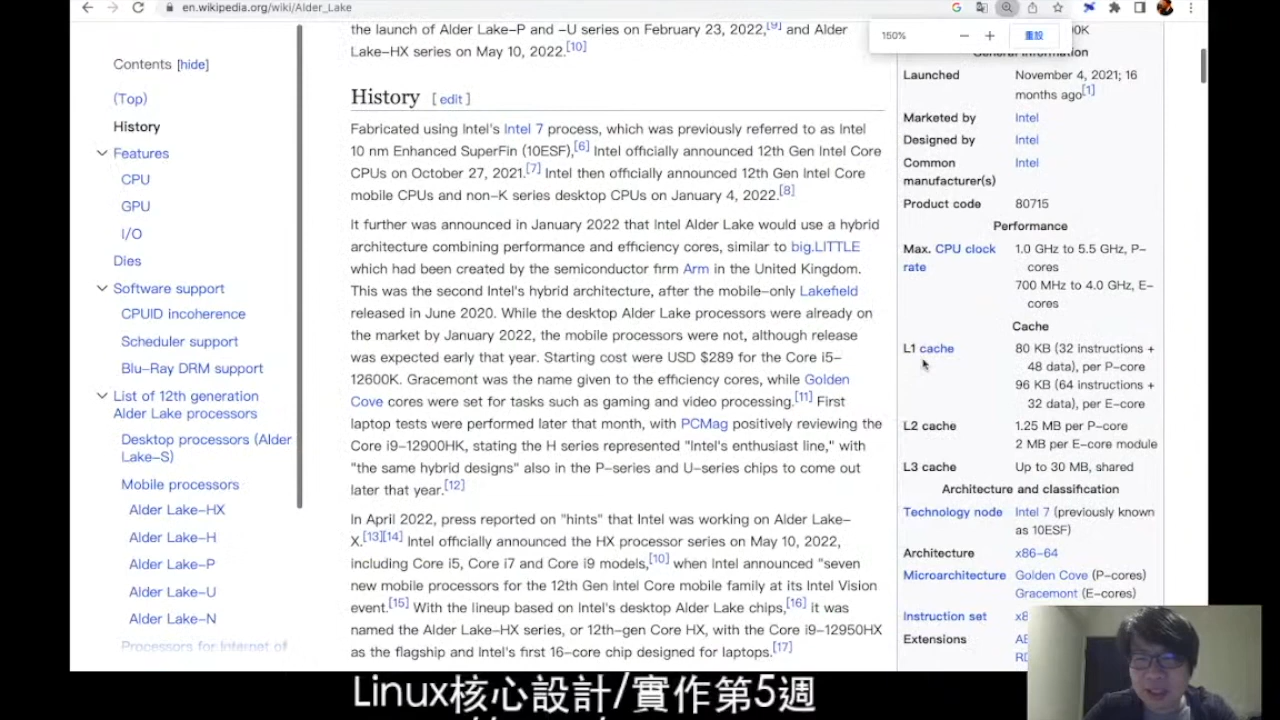 en.wikipedia.org/wiki/Alder_Lake
150%
重設
Contents [hide]
(Top)
History
Features
CPU
GPU
I/O
Dies
Software support
CPUID incoherence
Scheduler support
Blu-Ray DRM support
List of 12th generation
Alder Lake processors
Desktop processors (Alder
Lake-S)
Mobile processors
Alder Lake-HX
Alder Lake-H
Alder Lake-P
Alder Lake-U
Alder Lake-N
Processors for Internet of
the launch of Alder Lake-P and -U series on February 23, 2022,[9] and Alder
Lake-HX series on May 10, 2022.[10]
History [ edit ]
Fabricated using Intel's Intel 7 process, which was previously referred to as Intel
10 nm Enhanced SuperFin (10ESF),[6] Intel officially announced 12th Gen Intel Core
CPUs on October 27, 2021.[7] Intel then officially announced 12th Gen Intel Core
mobile CPUs and non-K series desktop CPUs on January 4, 2022.[8]
It further was announced in January 2022 that Intel Alder Lake would use a hybrid
architecture combining performance and efficiency cores, similar to big.LITTLE
which had been created by the semiconductor firm Arm in the United Kingdom.
This was the second Intel's hybrid architecture, after the mobile-only Lakefield
released in June 2020. While the desktop Alder Lake processors were already on
the market by January 2022, the mobile processors were not, although release
was expected early that year. Starting cost were USD $289 for the Core i5-
12600K. Gracemont was the name given to the efficiency cores, while Golden
Cove cores were set for tasks such as gaming and video processing.[11] First
laptop tests were performed later that month, with PCMag positively reviewing the
Core i9-12900HK, stating the H series represented "Intel's enthusiast line," with
"the same hybrid designs" also in the P-series and U-series chips to come out
later that year.[12]
In April 2022, press reported on "hints" that Intel was working on Alder Lake-
X.[13][14] Intel officially announced the HX processor series on May 10, 2022,
including Core i5, Core i7 and Core i9 models,[10] when Intel announced "seven
new mobile processors for the 12th Gen Intel Core mobile family at its Intel Vision
event.[15] With the lineup based on Intel's desktop Alder Lake chips,[16] it was
named the Alder Lake-HX series, or 12th-gen Core HX, with the Core i9-12950HX
as the flagship and Intel's first 16-core chip designed for laptops.[17]
General information
Launched November 4, 2021; 16
months ago[1]
Marketed by Intel
Designed by Intel
Common Intel
manufacturer(s)
Product code 80715
Performance
Max. CPU clock 1.0 GHz to 5.5 GHz, P-
rate cores
700 MHz to 4.0 GHz, E-
cores
Cache
L1 cache 80 KB (32 instructions +
48 data), per P-core
96 KB (64 instructions +
32 data), per E-core
L2 cache 1.25 MB per P-core
2 MB per E-core module
L3 cache Up to 30 MB, shared
Architecture and classification
Technology node Intel 7 (previously known
as 10ESF)
Architecture x86-64
Microarchitecture Golden Cove (P-cores)
Gracemont (E-cores)
Instruction set
Extensions
Linux核心設計/實作第5週